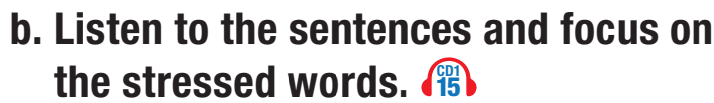 b. Listen to the sentences and focus on
the stressed words. CD1
15